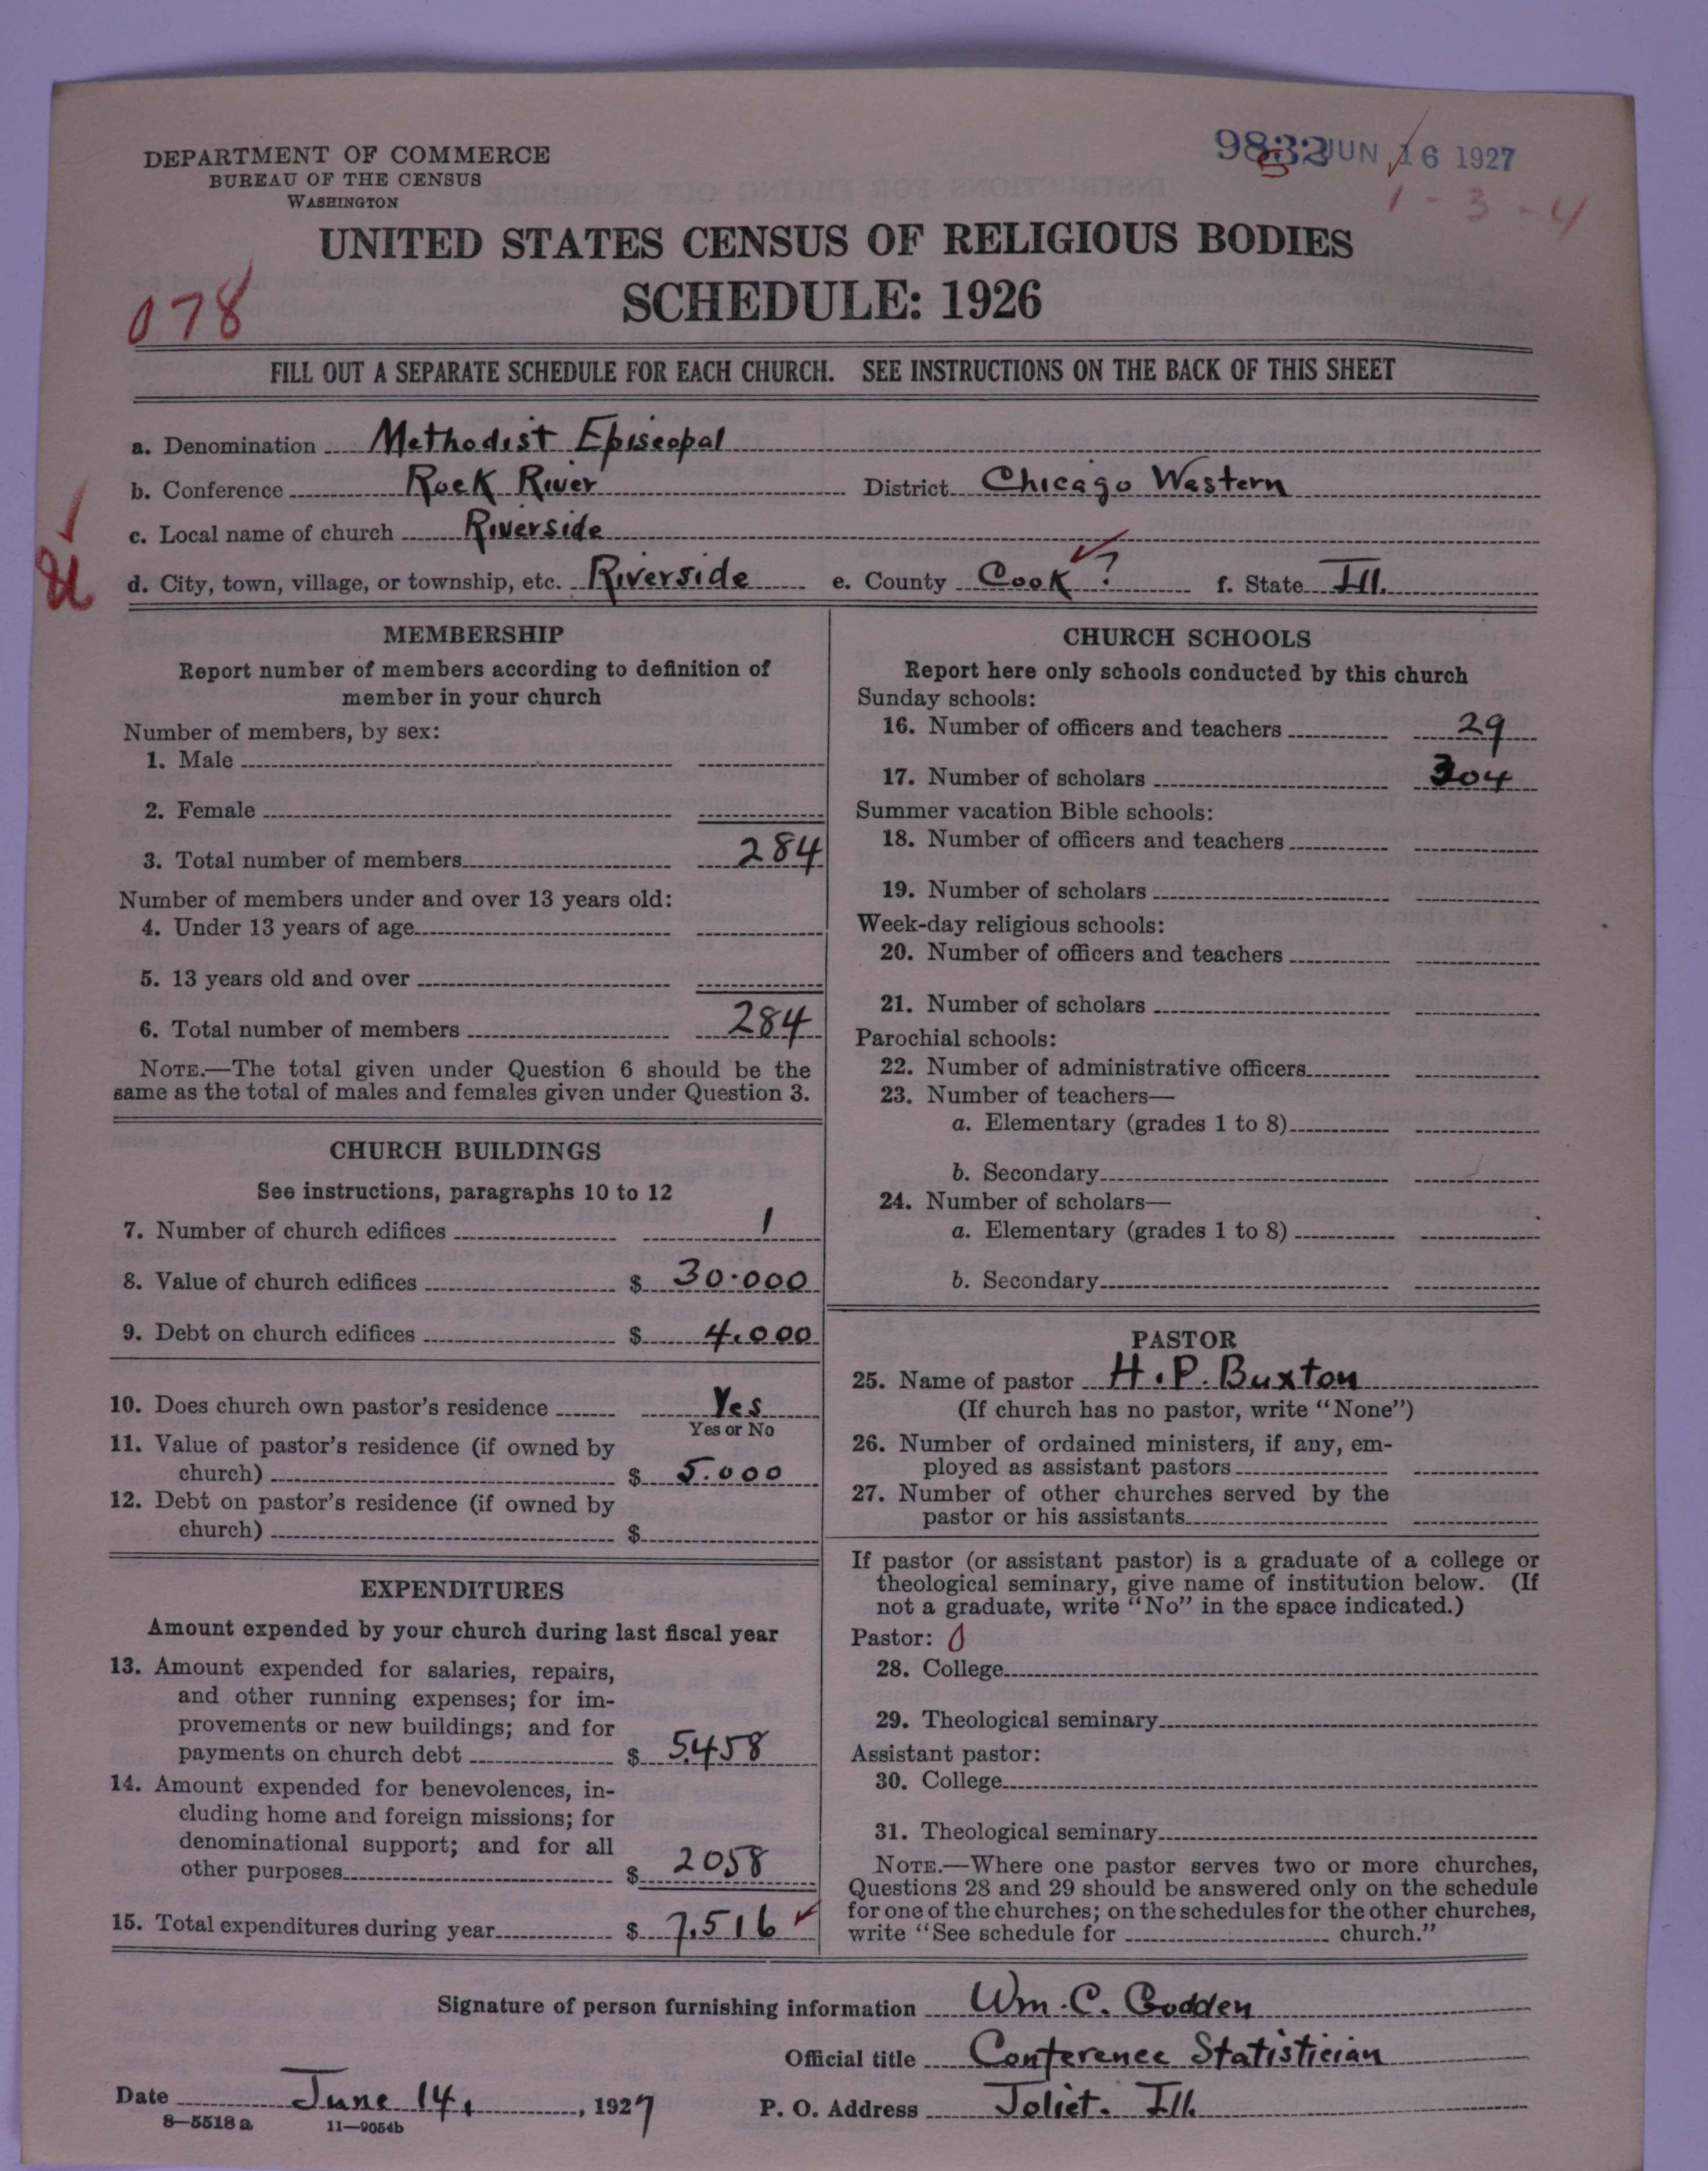 DEPARTMENT OF COMMERCE
BUREAU OF THE CENSUS
WASHINGTON
9832 JUN 16 1927
1-3-4
UNITED STATES CENSUS OF RELIGIOUS BODIES
SCHEDULE: 1926
078
FILL OUT A SEPARATE SCHEDULE FOR EACH CHURCH. SEE INSTRUCTIONS ON THE BACK OF THIS SHEET
a. Denomination Methodist Episcopal
b. Conference Rock River District Chicago Western
c. Local name of church Riverside
d. City, town, village, or township, etc. Riverside e. County Cook ? f. State Ill.
MEMBERSHIP
Report number of members according to definition of
member in your church
Number of members, by sex:
1. Male
2. Female
3. Total number of members 284
Number of members under and over 13 years old:
4. Under 13 years of age
5. 13 years old and over
6. Total number of members 284
NOTE.—The total given under Question 6 should be the
same as the total of males and females given under Question 3.
CHURCH BUILDINGS
See instructions, paragraphs 10 to 12
7. Number of church edifices 1
8. Value of church edifices $ 30.000
9. Debt on church edifices $ 4.000
10. Does church own pastor's residence Yes
Yes or No
11. Value of pastor's residence (if owned by
church) $ 5.000
12. Debt on pastor's residence (if owned by
church) $
EXPENDITURES
Amount expended by your church during last fiscal year
13. Amount expended for salaries, repairs,
and other running expenses; for im-
provements or new buildings; and for
payments on church debt $ 5.458
14. Amount expended for benevolences, in-
cluding home and foreign missions; for
denominational support; and for all
other purposes $ 2058
15. Total expenditures during year $ 7.516
CHURCH SCHOOLS
Report here only schools conducted by this church
Sunday schools:
16. Number of officers and teachers 29
17. Number of scholars 304
Summer vacation Bible schools:
18. Number of officers and teachers
19. Number of scholars
Week-day religious schools:
20. Number of officers and teachers
21. Number of scholars
Parochial schools:
22. Number of administrative officers
23. Number of teachers—
a. Elementary (grades 1 to 8)
b. Secondary
24. Number of scholars—
a. Elementary (grades 1 to 8)
b. Secondary
PASTOR
25. Name of pastor H. P. Buxton
(If church has no pastor, write "None")
26. Number of ordained ministers, if any, em-
ployed as assistant pastors
27. Number of other churches served by the
pastor or his assistants
If pastor (or assistant pastor) is a graduate of a college or
theological seminary, give name of institution below. (If
not a graduate, write "No" in the space indicated.)
Pastor: 0
28. College
29. Theological seminary
Assistant pastor:
30. College
31. Theological seminary
NOTE.—Where one pastor serves two or more churches,
Questions 28 and 29 should be answered only on the schedule
for one of the churches; on the schedules for the other churches,
write "See schedule for church."
Signature of person furnishing information Wm. C. Godden
Official title Conference Statistician
Date June 14, 1927 P. O. Address Joliet. Ill.
8—5518a 11—9054b